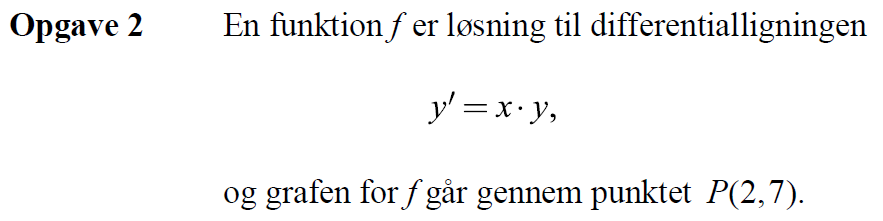 Opgave 2 En funktion f er løsning til differentialligningen
y' = x · y,
og grafen for f går gennem punktet P(2,7).